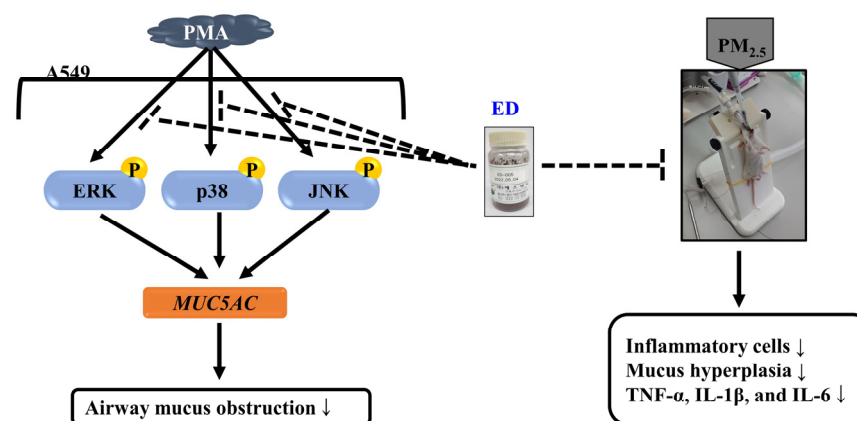 PMA
A549
ERK
P
p38
P
JNK
P
MUC5AC
Airway mucus obstruction ↓
ED
PM2.5
Inflammatory cells ↓
Mucus hyperplasia ↓
TNF-α, IL-1β, and IL-6 ↓